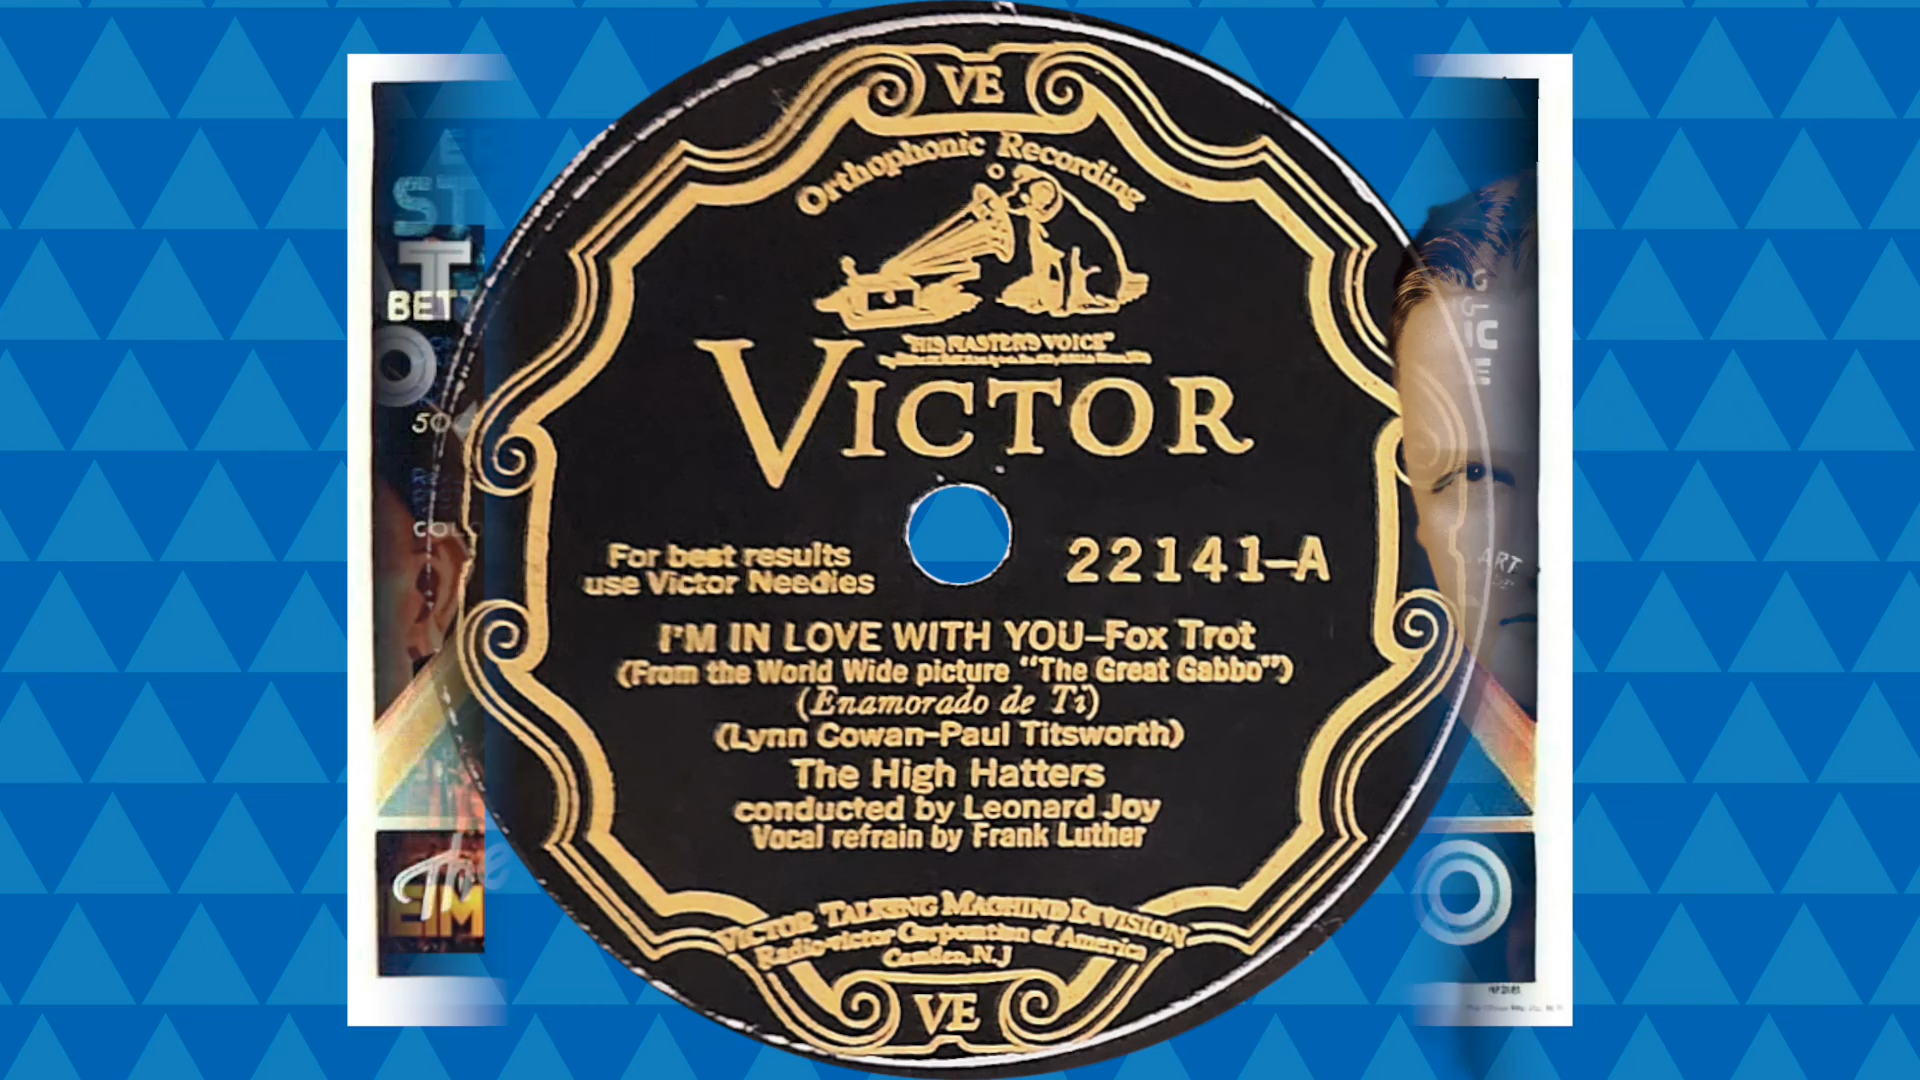 VE
Orthophonic Recording
"HIS MASTER'S VOICE"
VICTOR
For best results
use Victor Needles
22141-A
I'M IN LOVE WITH YOU-Fox Trot
(From the World Wide picture "The Great Gabbo")
(Enamorado de Ti)
(Lynn Cowan-Paul Titsworth)
The High Hatters
conducted by Leonard Joy
Vocal refrain by Frank Luther
VICTOR TALKING MACHINE DIVISION
Radio-Victor Corporation of America
Camden, N.J
VE
ST
BET
The